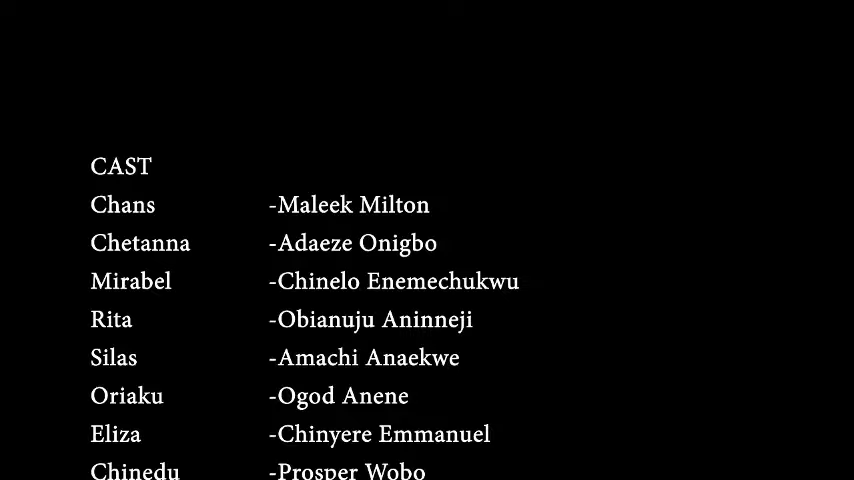 CAST
Chans -Maleek Milton
Chetanna -Adaeze Onigbo
Mirabel -Chinelo Enemechukwu
Rita -Obianuju Aninneji
Silas -Amachi Anaekwe
Oriaku -Ogod Anene
Eliza -Chinyere Emmanuel
Chinedu -Prosper Wobo